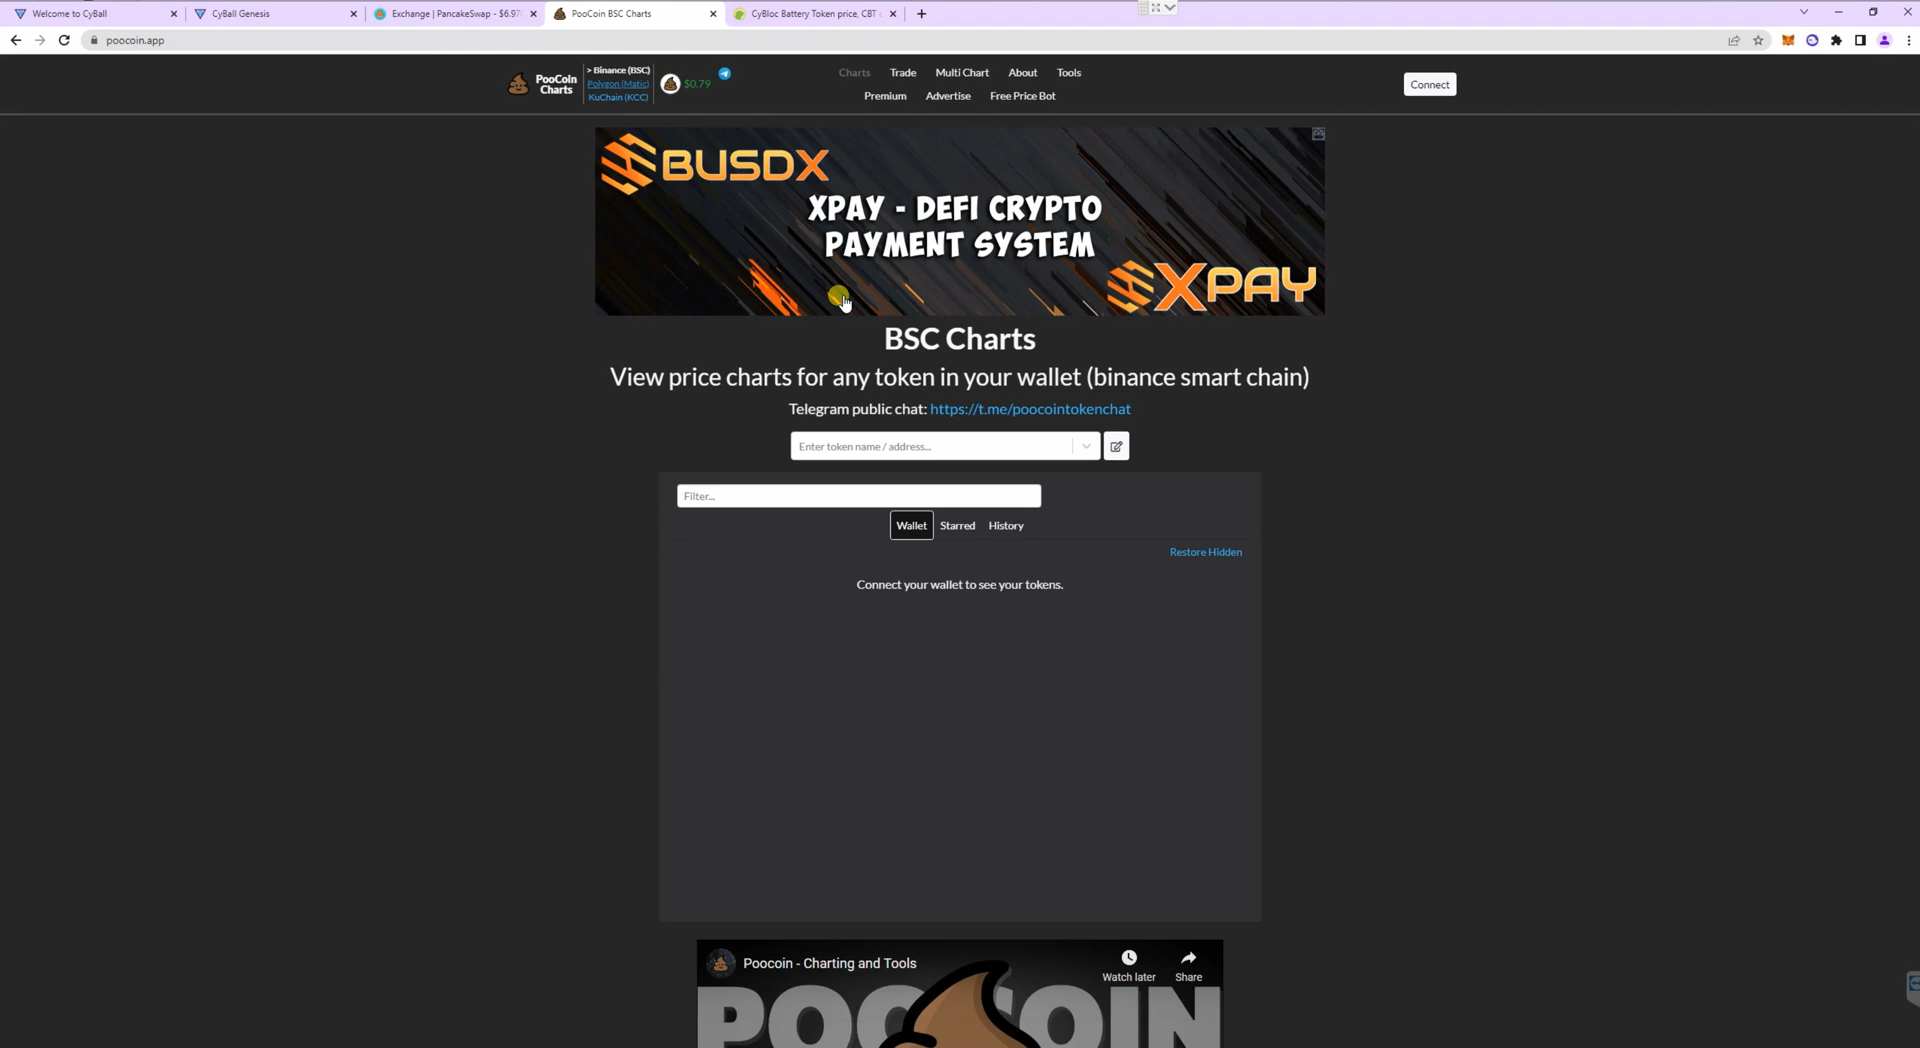 Welcome to CyBall
CyBall Genesis
Exchange | PancakeSwap - $6.97
PooCoin BSC Charts
CyBloc Battery Token price, CBT
poocoin.app
PooCoin
Charts
> Binance (BSC)
Polygon (Matic)
KuChain (KCC)
$0.79
Charts
Trade
Multi Chart
About
Tools
Premium
Advertise
Free Price Bot
Connect
BUSDX
XPAY - DEFI CRYPTO
PAYMENT SYSTEM
XPAY
BSC Charts
View price charts for any token in your wallet (binance smart chain)
Telegram public chat: https://t.me/poocointokenchat
Enter token name / address...
Filter...
Wallet
Starred
History
Restore Hidden
Connect your wallet to see your tokens.
Poocoin - Charting and Tools
Watch later
Share
POOCOIN